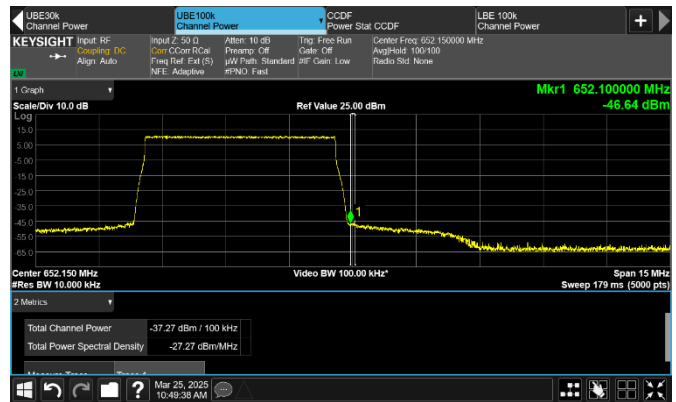 UBE30k
Channel Power
UBE100k
Channel Power
CCDF
Power Stat CCDF
LBE 100k
Channel Power
KEYSIGHT
Input: RF
Coupling: DC
Align: Auto
Input Z: 50 Ω
Corr CCorr RCal
Freq Ref: Ext (S)
NFE: Adaptive
Atten: 10 dB
Preamp: Off
µW Path: Standard
#PNO: Fast
Trig: Free Run
Gate: Off
#IF Gain: Low
Center Freq: 652.150000 MHz
Avg|Hold: 100/100
Radio Std: None
LXI
1 Graph
Mkr1 652.100000 MHz
-46.64 dBm
Scale/Div 10.0 dB
Ref Value 25.00 dBm
Log
15.0
5.00
-5.00
-15.0
-25.0
-35.0
-45.0
-55.0
-65.0
1
Center 652.150 MHz
#Res BW 10.000 kHz
Video BW 100.00 kHz*
Span 15 MHz
Sweep 179 ms (5000 pts)
2 Metrics
Total Channel Power -37.27 dBm / 100 kHz
Total Power Spectral Density -27.27 dBm/MHz
Mar 25, 2025
10:49:38 AM